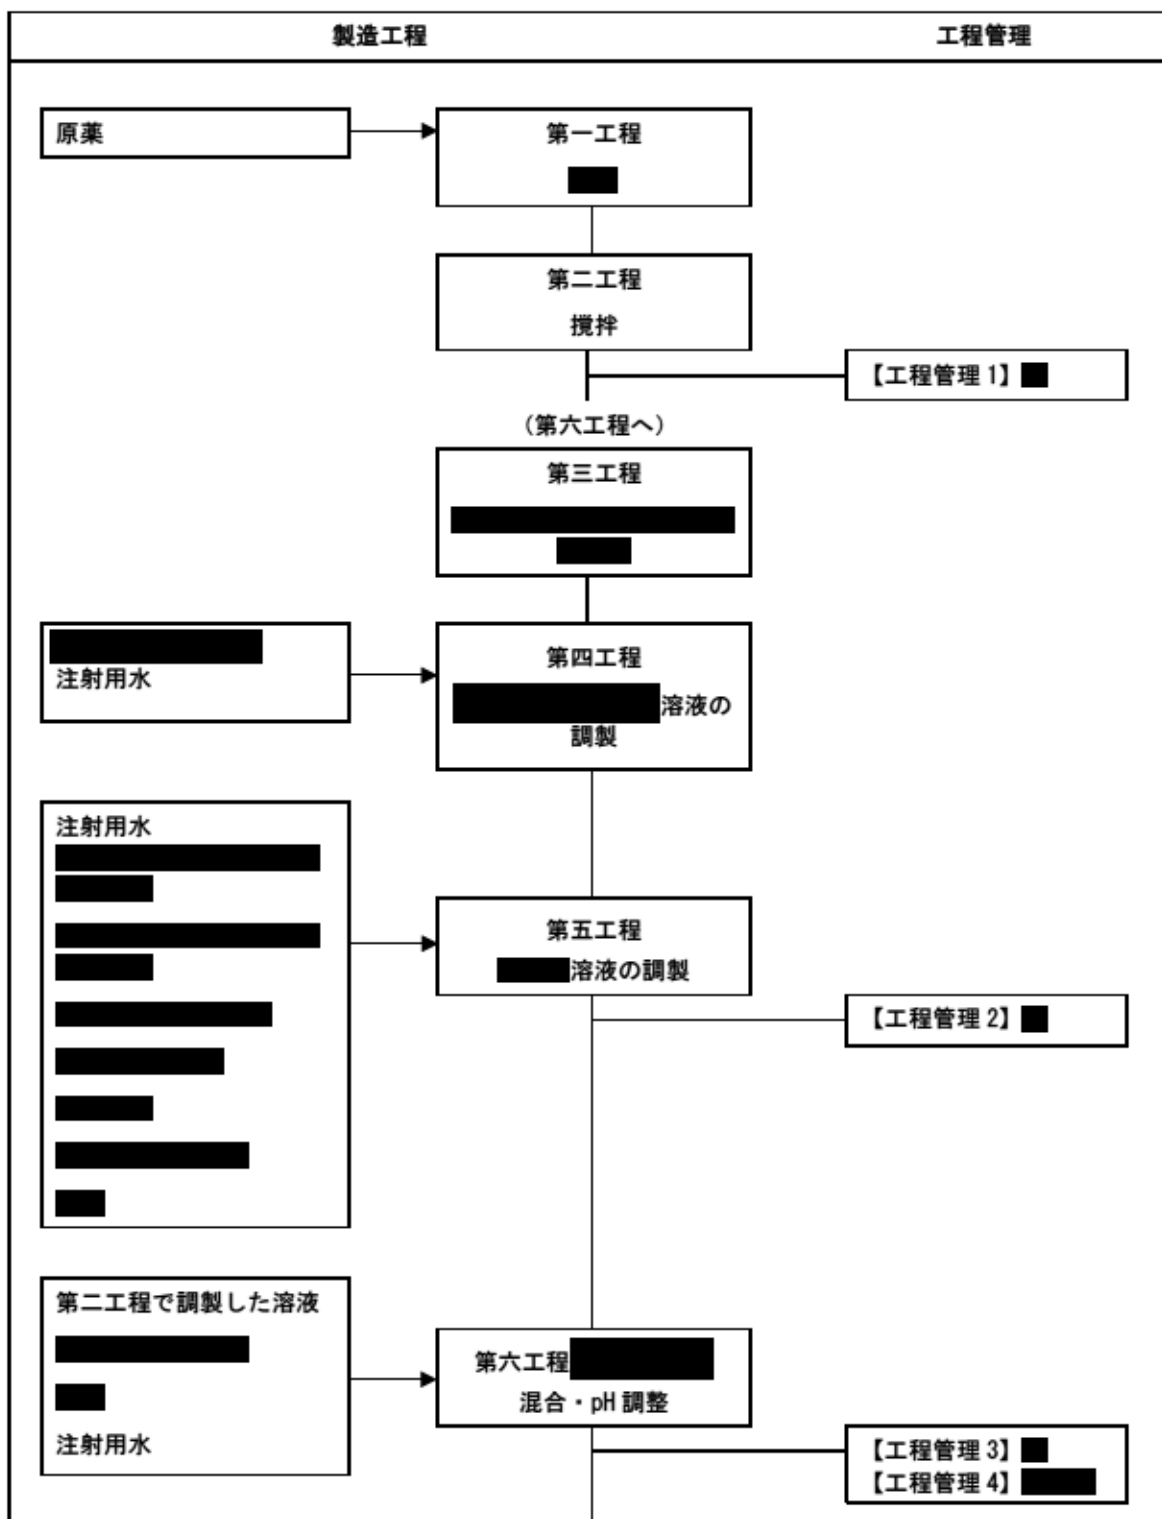 製造工程
工程管理
原薬
第一工程
第二工程
撹拌
【工程管理 1】
（第六工程へ）
第三工程
注射用水
第四工程
溶液の
調製
注射用水
第五工程
溶液の調製
【工程管理 2】
第二工程で調製した溶液
注射用水
第六工程
混合・pH 調整
【工程管理 3】
【工程管理 4】